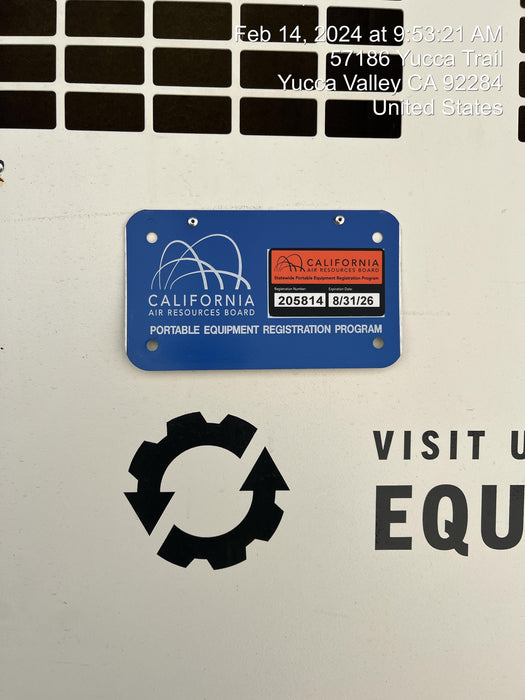 Feb 14, 2024 at 9:53:21 AM
57186 Yucca Trail
Yucca Valley CA 92284
United States
CALIFORNIA
AIR RESOURCES BOARD
CALIFORNIA
AIR RESOURCES BOARD
Statewide Portable Equipment Registration Program
Registration Number: Expiration Date:
205814 8/31/26
PORTABLE EQUIPMENT REGISTRATION PROGRAM
VISIT U
EQU